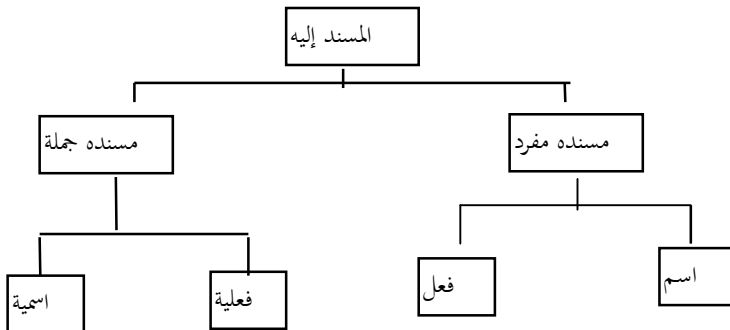 المسند إليه
مسنده مفرد
مسنده جملة
اسم
فعل
فعلية
اسمية